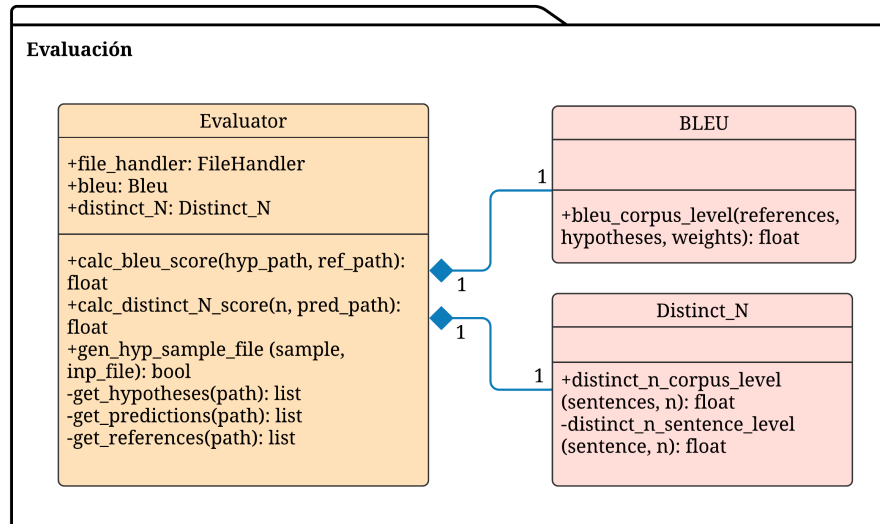 Evaluación
Evaluator
+file_handler: FileHandler
+bleu: Bleu
+distinct_N: Distinct_N
+calc_bleu_score(hyp_path, ref_path):
float
+calc_distinct_N_score(n, pred_path):
float
+gen_hyp_sample_file (sample,
inp_file): bool
-get_hypotheses(path): list
-get_predictions(path): list
-get_references(path): list
1
1
BLEU
+bleu_corpus_level(references,
hypotheses, weights): float
1
1
Distinct_N
+distinct_n_corpus_level
(sentences, n): float
-distinct_n_sentence_level
(sentence, n): float